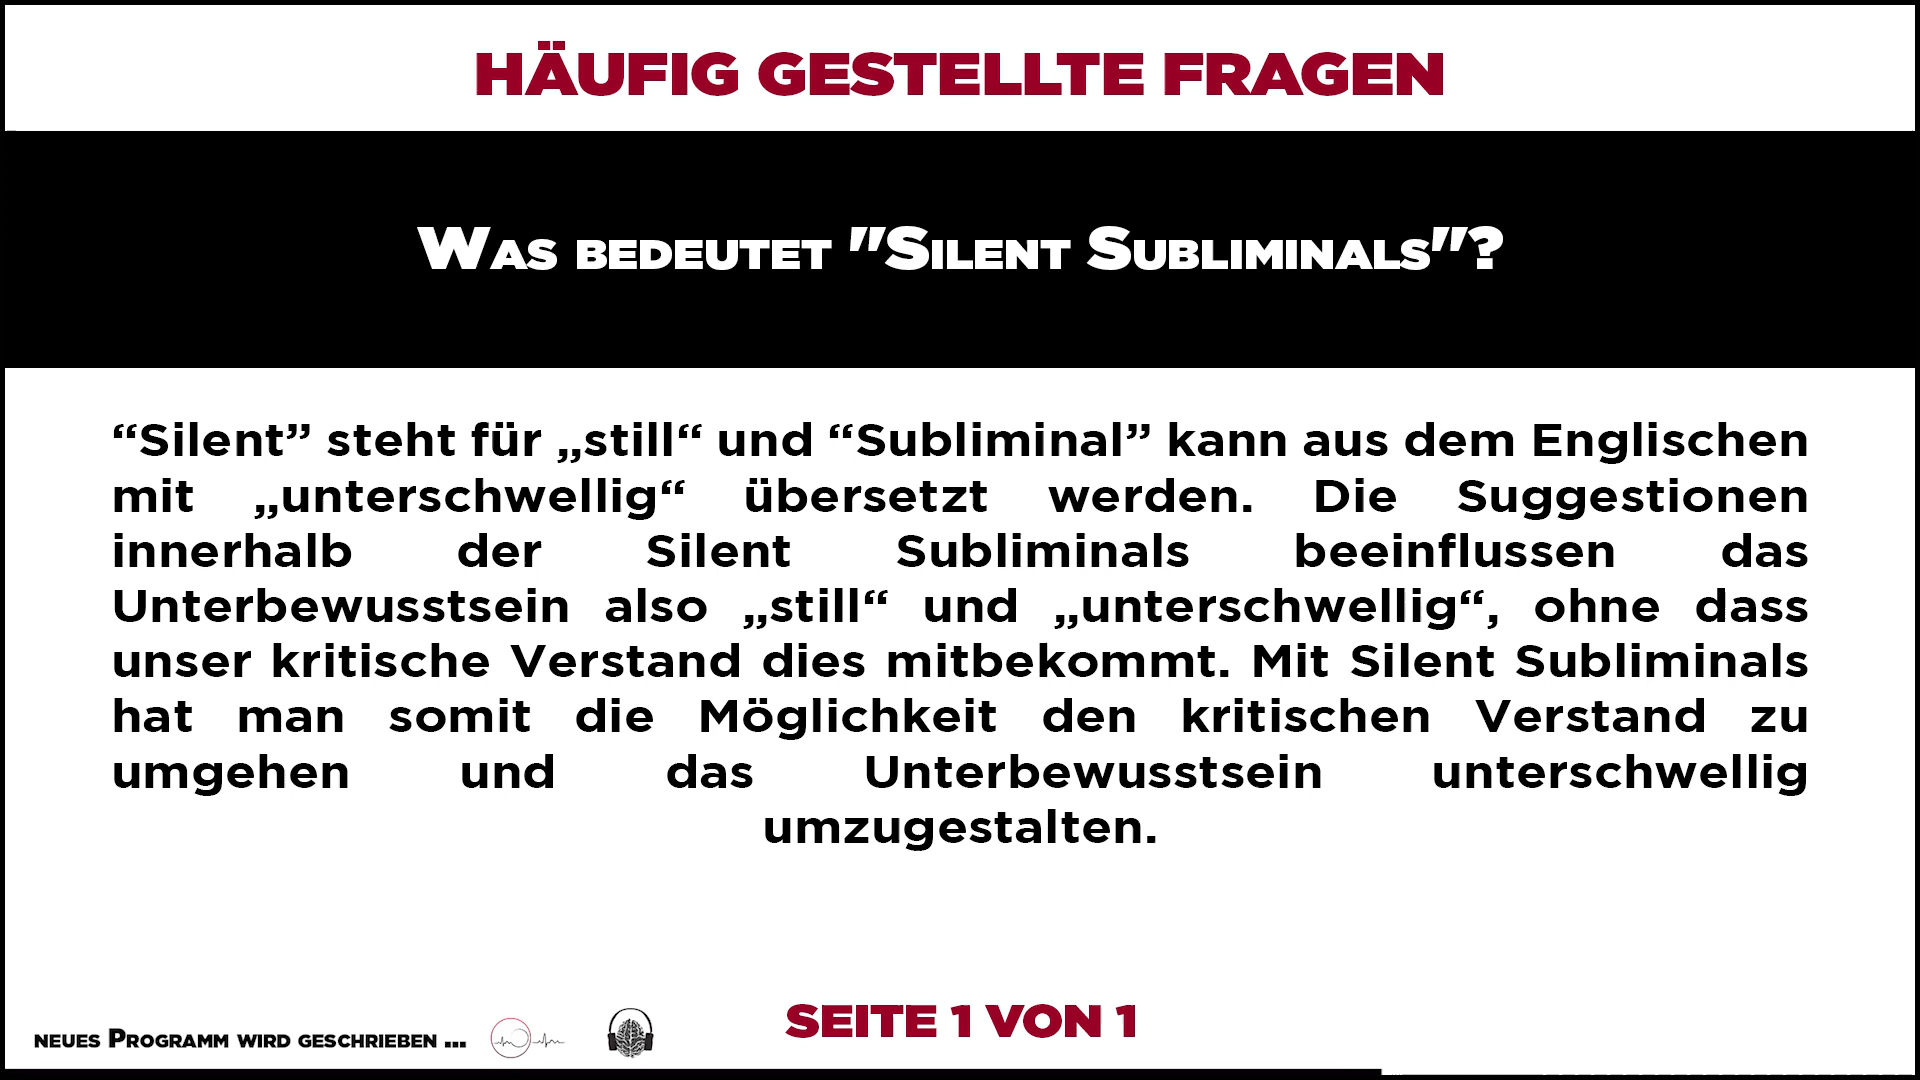 HÄUFIG GESTELLTE FRAGEN
WAS BEDEUTET "SILENT SUBLIMINALS"?
“Silent” steht für „still“ und “Subliminal” kann aus dem Englischen
mit „unterschwellig“ übersetzt werden. Die Suggestionen
innerhalb der Silent Subliminals beeinflussen das
Unterbewusstsein also „still“ und „unterschwellig“, ohne dass
unser kritische Verstand dies mitbekommt. Mit Silent Subliminals
hat man somit die Möglichkeit den kritischen Verstand zu
umgehen und das Unterbewusstsein unterschwellig
umzugestalten.
NEUES PROGRAMM WIRD GESCHRIEBEN ...
SEITE 1 VON 1